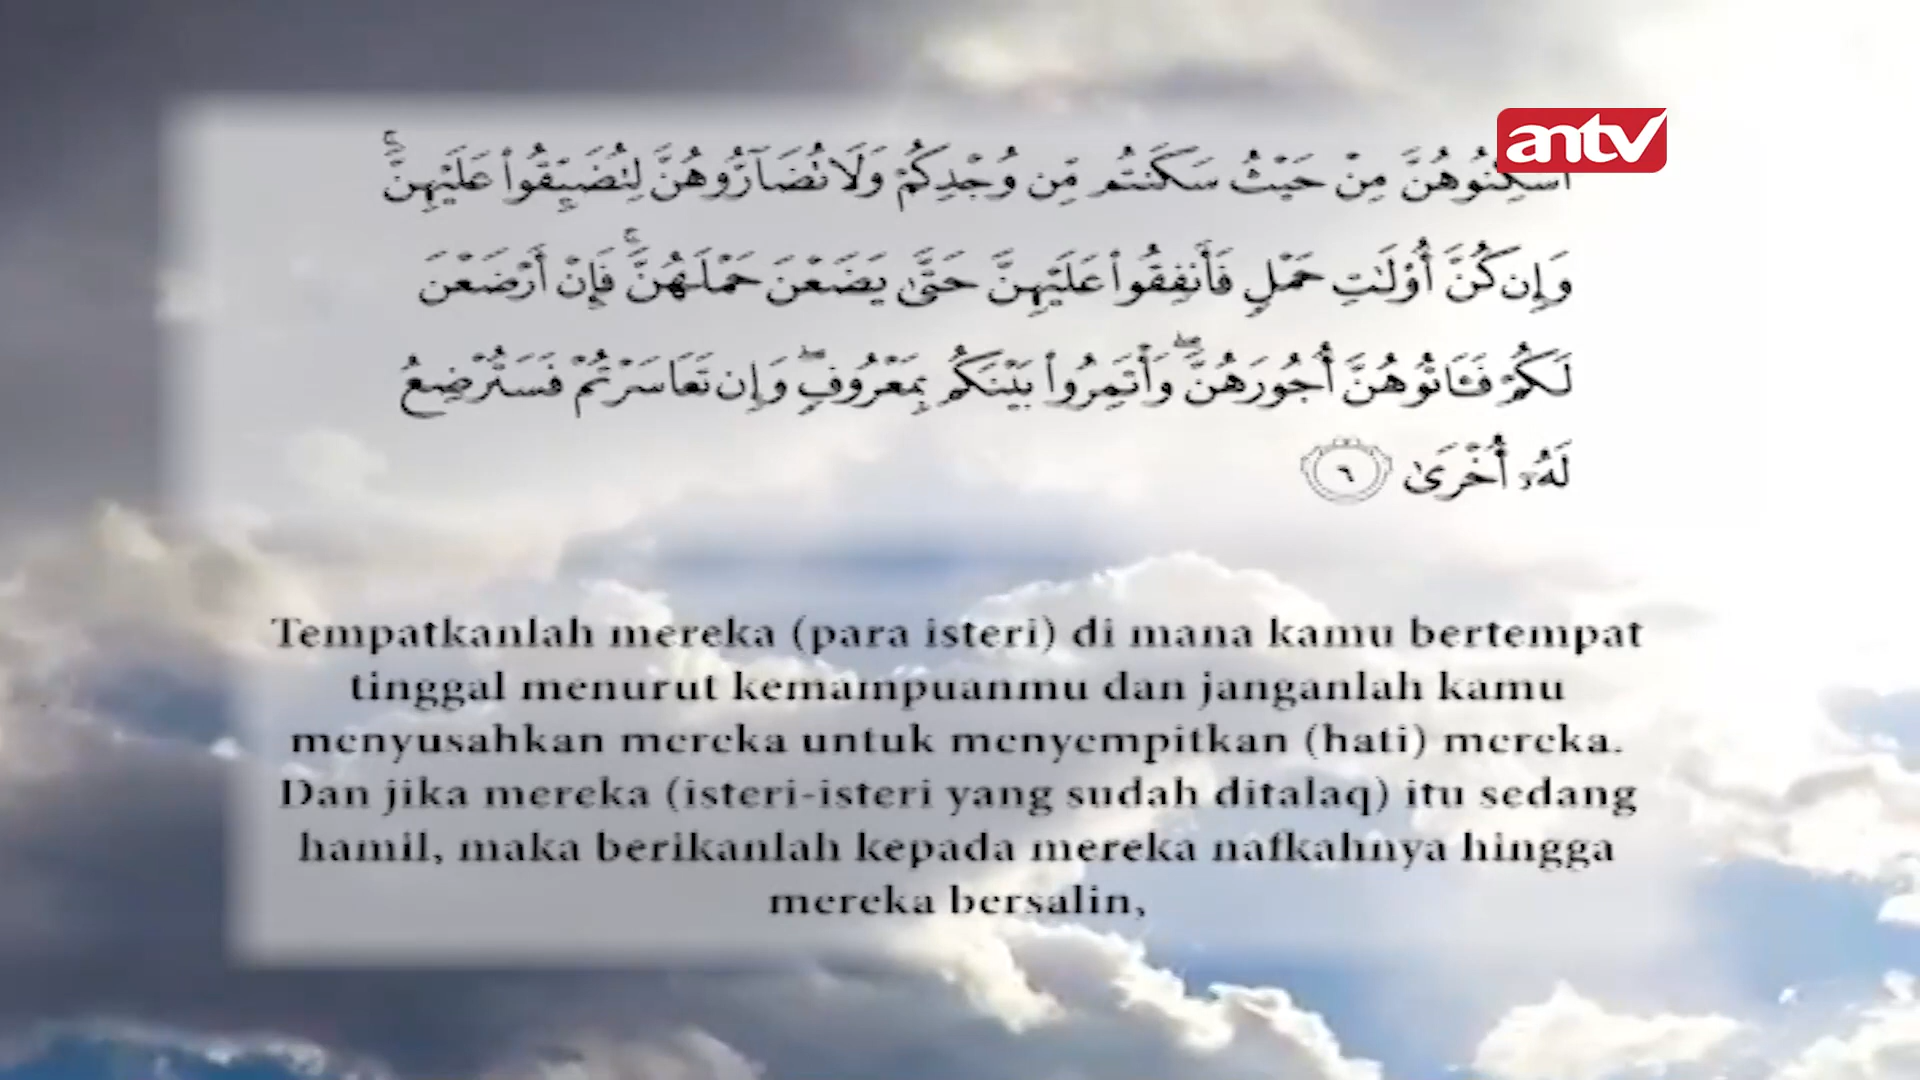 antv
أَسْكِنُوهُنَّ مِنْ حَيْثُ سَكَنتُم مِّن وُجْدِكُمْ وَلَا تُضَآرُّوهُنَّ لِتُضَيِّقُوا۟ عَلَيْهِنَّ ۚ
وَإِن كُنَّ أُو۟لَٰتِ حَمْلٍ فَأَنفِقُوا۟ عَلَيْهِنَّ حَتَّىٰ يَضَعْنَ حَمْلَهُنَّ ۚ فَإِنْ أَرْضَعْنَ
لَكُمْ فَـَٔاتُوهُنَّ أُجُورَهُنَّ ۖ وَأْتَمِرُوا۟ بَيْنَكُم بِمَعْرُوفٍ ۖ وَإِن تَعَاسَرْتُمْ فَسَتُرْضِعُ
لَهُۥٓ أُخْرَىٰ ٦
Tempatkanlah mereka (para isteri) di mana kamu bertempat
tinggal menurut kemampuanmu dan janganlah kamu
menyusahkan mereka untuk menyempitkan (hati) mereka.
Dan jika mereka (isteri-isteri yang sudah ditalaq) itu sedang
hamil, maka berikanlah kepada mereka nafkahnya hingga
mereka bersalin,